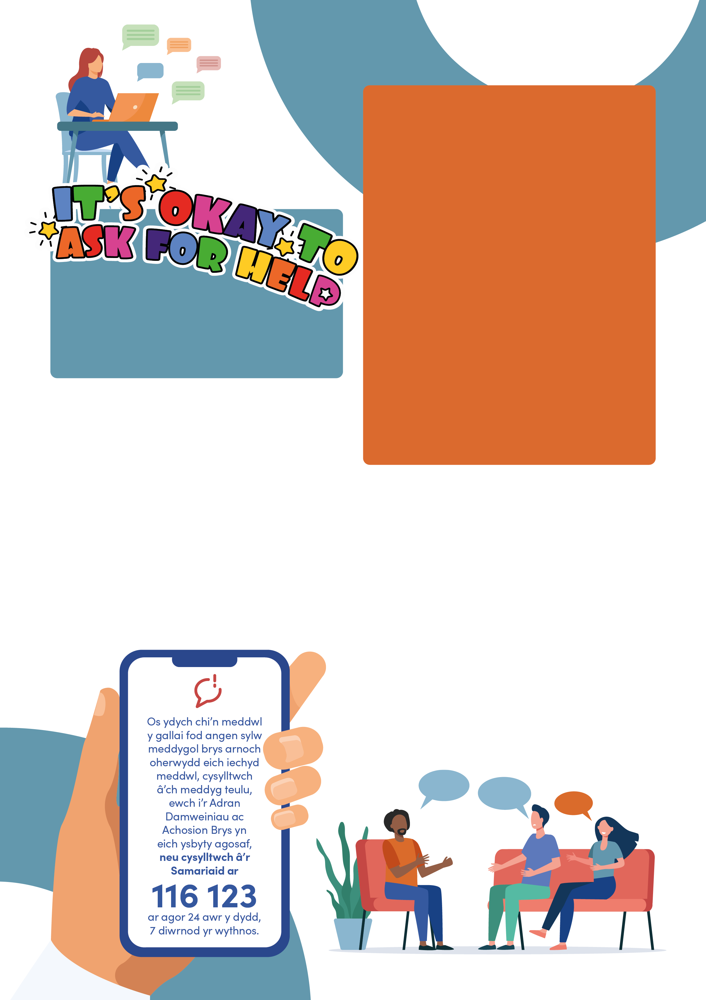 IT'S OKAY TO
ASK FOR HELP
Os ydych chi’n meddwl
y gallai fod angen sylw
meddygol brys arnoch
oherwydd eich iechyd
meddwl, cysylltwch
â’ch meddyg teulu,
ewch i’r Adran
Damweiniau ac
Achosion Brys yn
eich ysbyty agosaf,
neu cysylltwch â’r
Samariaid ar
116 123
ar agor 24 awr y dydd,
7 diwrnod yr wythnos.